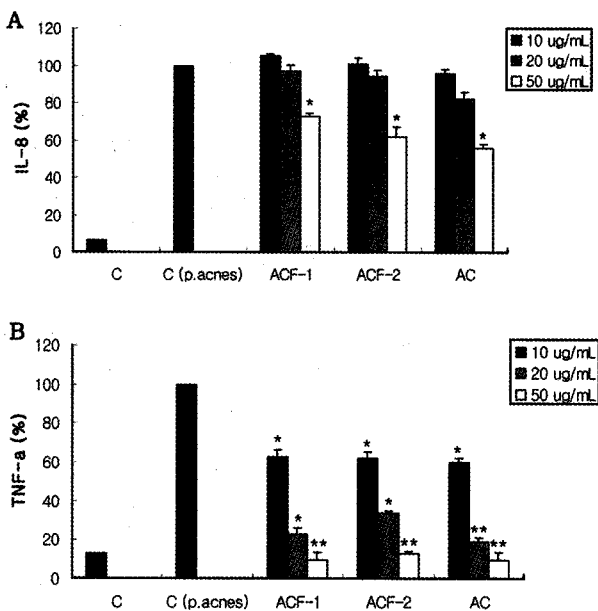 A
120
100
80
60
40
20
0
IL-8 (%)
10 ug/mL
20 ug/mL
50 ug/mL
* * *
C C (p.acnes) ACF-1 ACF-2 AC
B
120
100
80
60
40
20
0
TNF-a (%)
10 ug/mL
20 ug/mL
50 ug/mL
* * ** * * ** * ** **
C C (p.acnes) ACF-1 ACF-2 AC